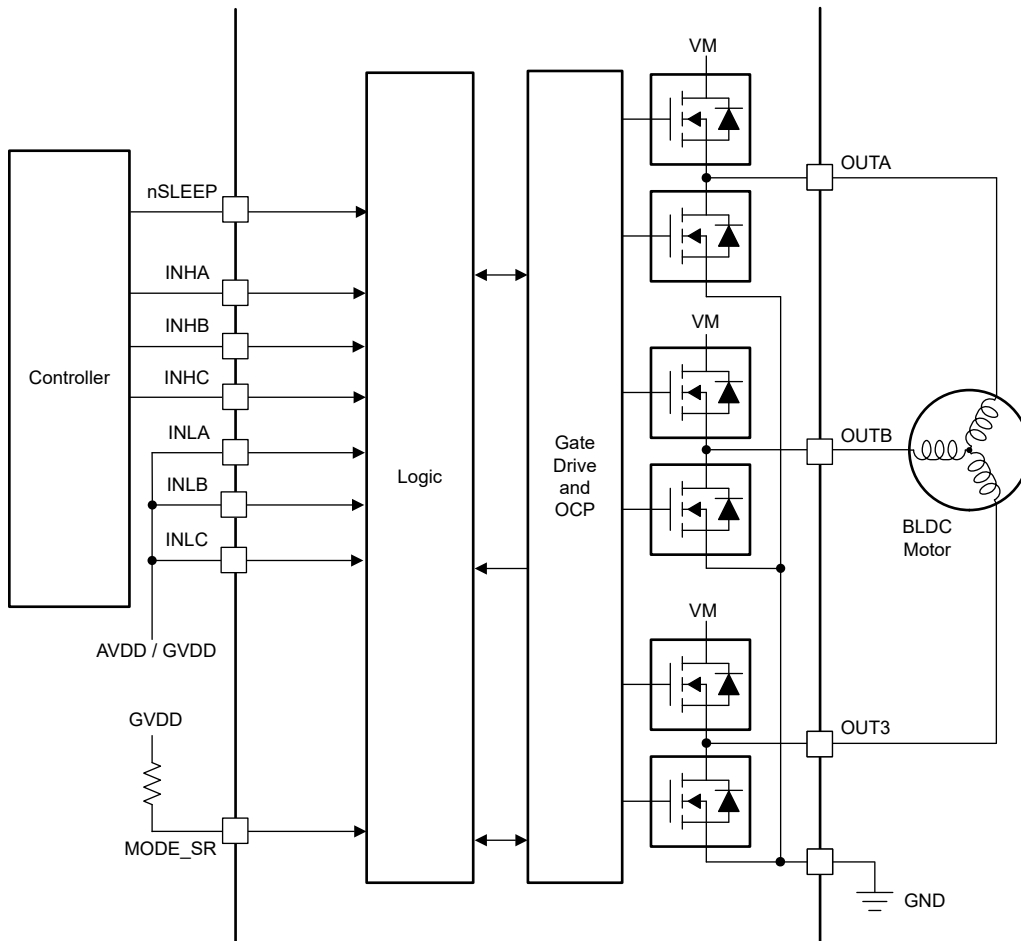 VM
OUTA
nSLEEP
INHA
INHB
INHC
INLA
INLB
INLC
Controller
AVDD / GVDD
GVDD
MODE_SR
Logic
Gate
Drive
and
OCP
VM
OUTB
BLDC
Motor
VM
OUT3
GND